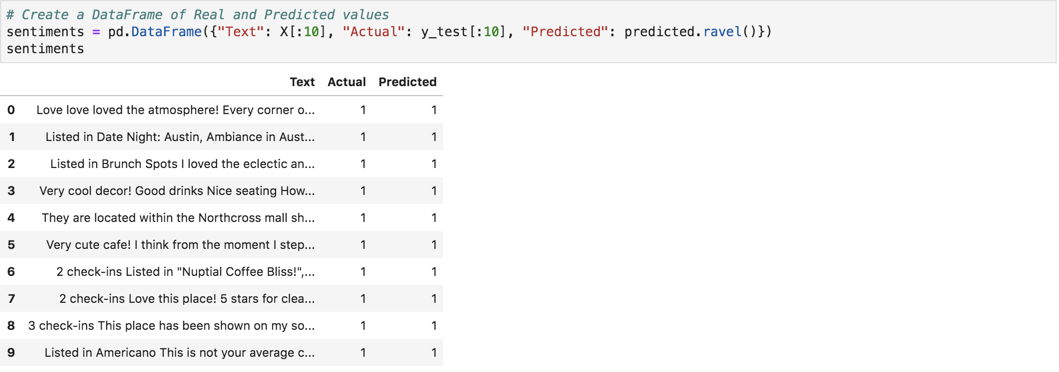 # Create a DataFrame of Real and Predicted values
sentiments = pd.DataFrame({"Text": X[:10], "Actual": y_test[:10], "Predicted": predicted.ravel()})
sentiments
Text Actual Predicted
0 Love love loved the atmosphere! Every corner o... 1 1
1 Listed in Date Night: Austin, Ambiance in Aust... 1 1
2 Listed in Brunch Spots I loved the eclectic an... 1 1
3 Very cool decor! Good drinks Nice seating How... 1 1
4 They are located within the Northcross mall sh... 1 1
5 Very cute cafe! I think from the moment I step... 1 1
6 2 check-ins Listed in "Nuptial Coffee Bliss!",... 1 1
7 2 check-ins Love this place! 5 stars for clea... 1 1
8 3 check-ins This place has been shown on my so... 1 1
9 Listed in Americano This is not your average c... 1 1